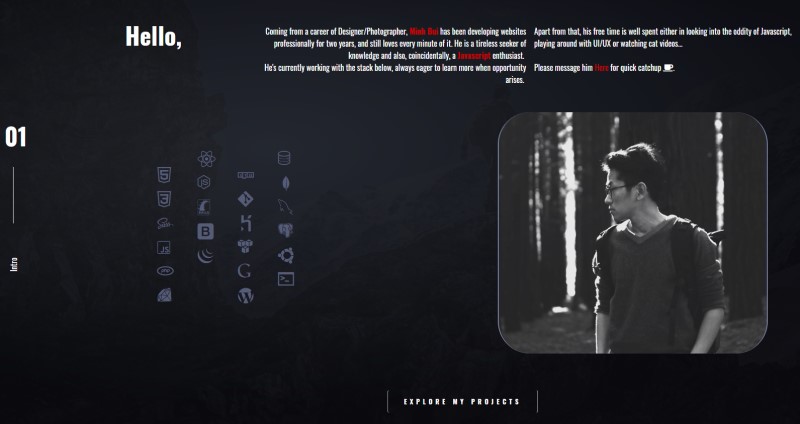 Hello,
Coming from a career of Designer/Photographer, Minh Bui has been developing websites
professionally for two years, and still loves every minute of it. He is a tireless seeker of
knowledge and also, coincidentally, a Javascript enthusiast.
He's currently working with the stack below, always eager to learn more when opportunity
arises.
Apart from that, his free time is well spent either in looking into the oddity of Javascript,
playing around with UI/UX or watching cat videos...
Please message him Here for quick catchup
01
Intro
JS
B
JS
php
G
EXPLORE MY PROJECTS